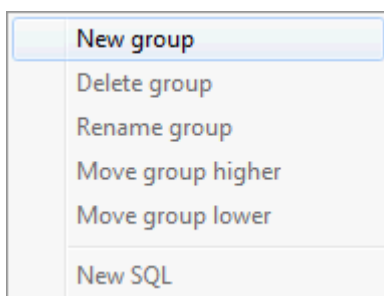 New group
Delete group
Rename group
Move group higher
Move group lower
New SQL